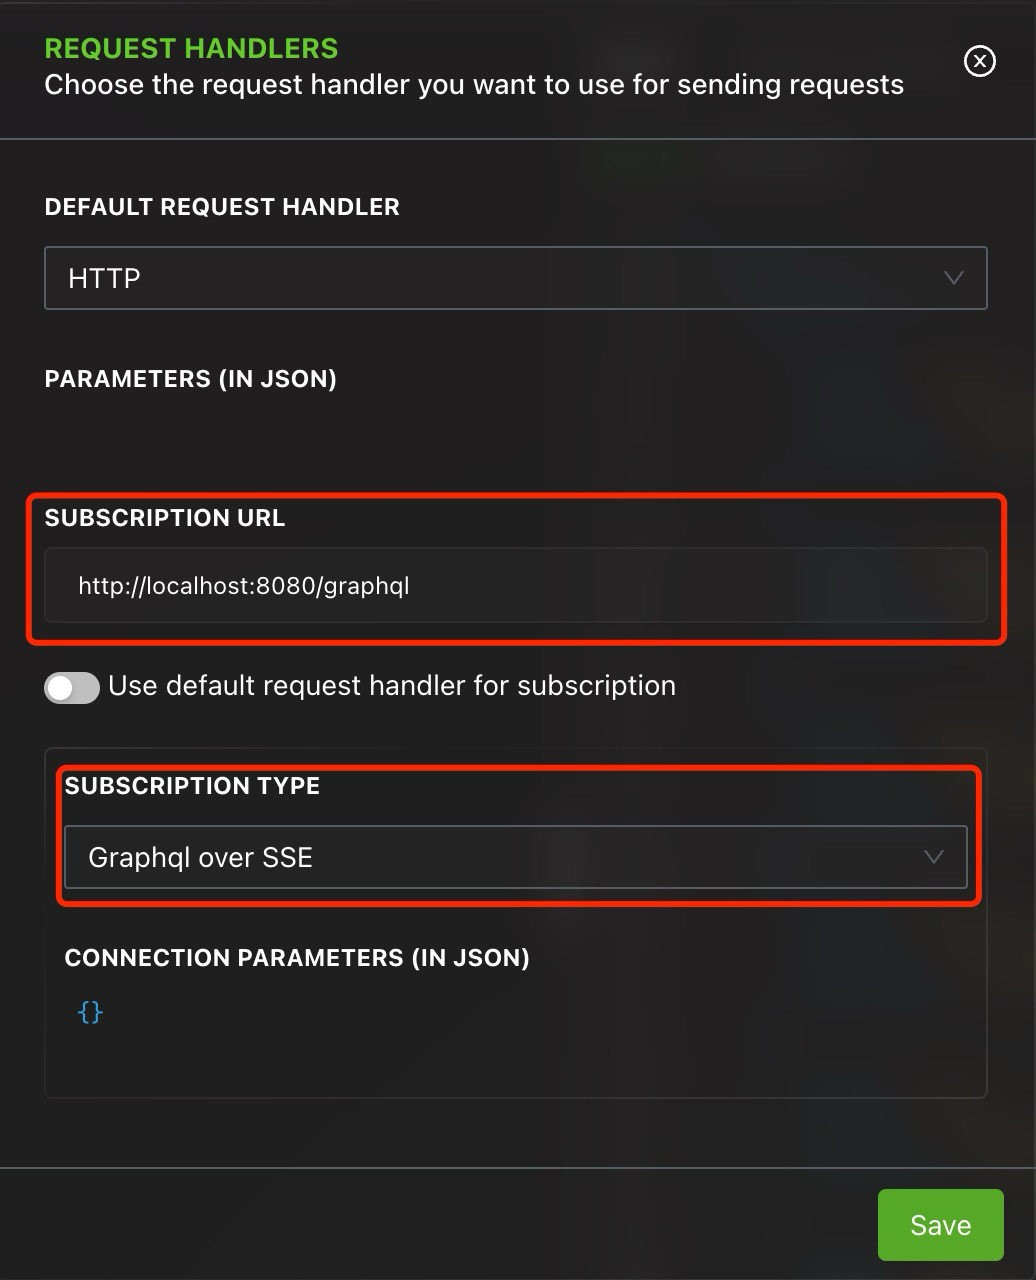 REQUEST HANDLERS
Choose the request handler you want to use for sending requests
DEFAULT REQUEST HANDLER
HTTP
PARAMETERS (IN JSON)
SUBSCRIPTION URL
http://localhost:8080/graphql
Use default request handler for subscription
SUBSCRIPTION TYPE
Graphql over SSE
CONNECTION PARAMETERS (IN JSON)
{}
Save